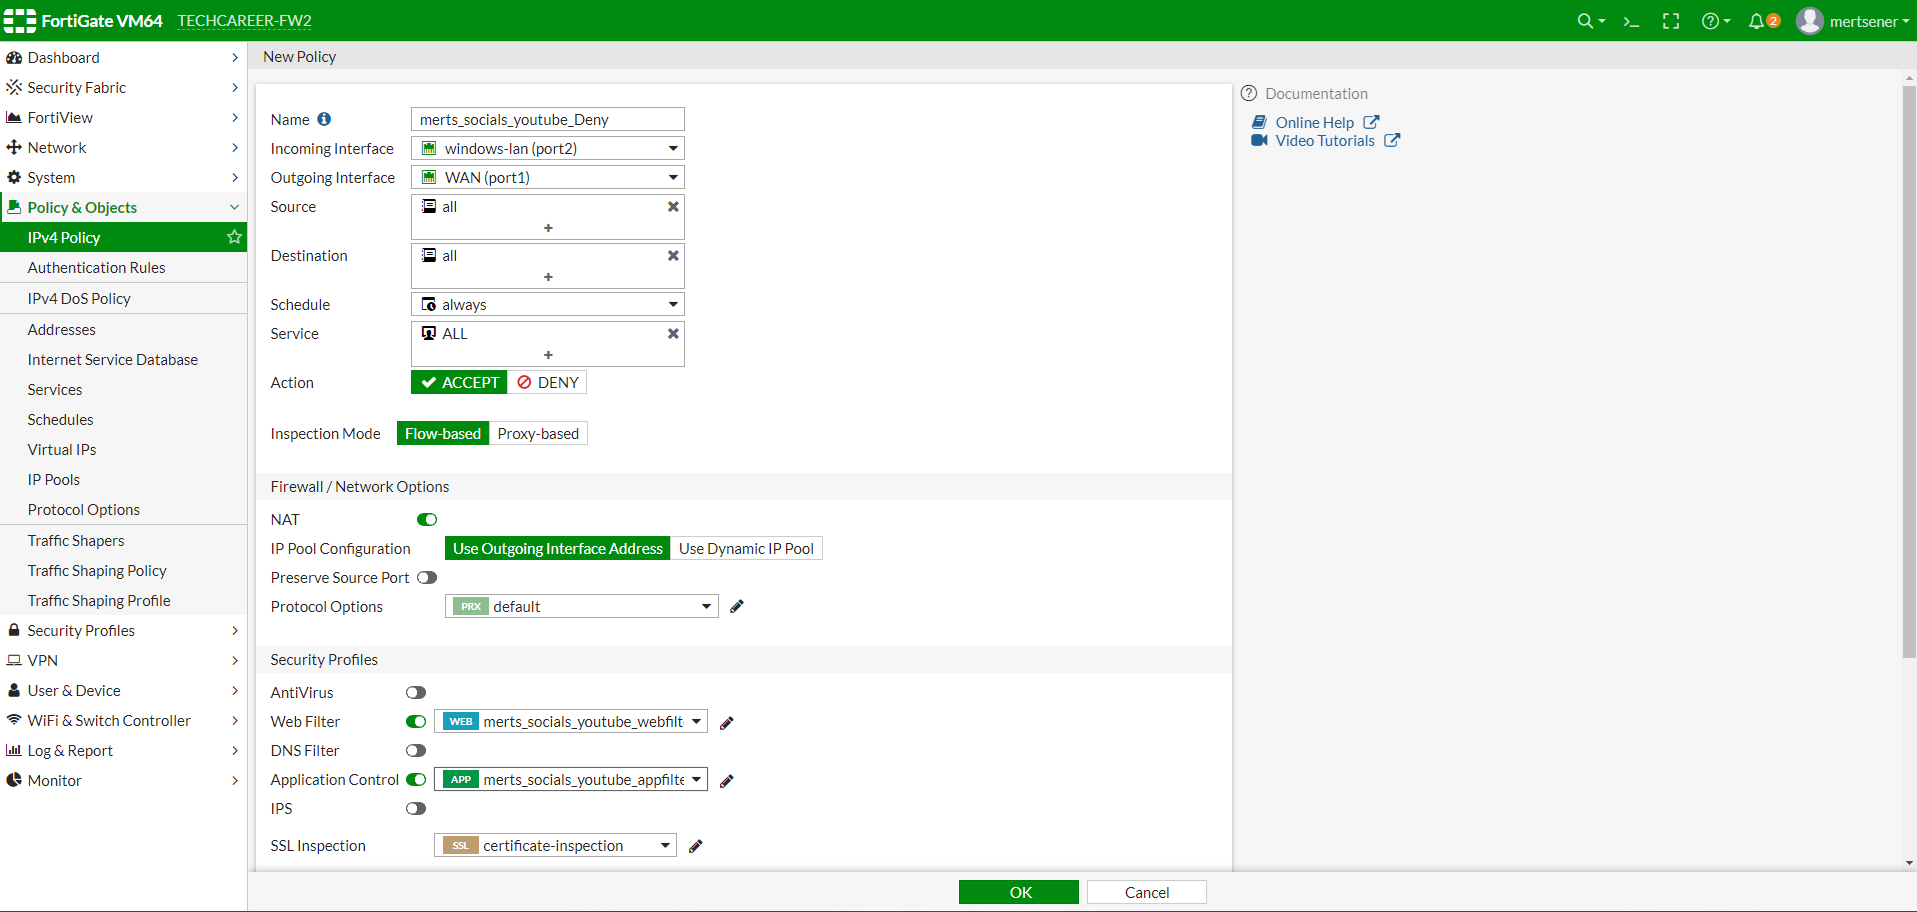 FortiGate VM64 TECHCAREER-FW2 2 mertsener
Dashboard
Security Fabric
FortiView
Network
System
Policy & Objects
IPv4 Policy
Authentication Rules
IPv4 DoS Policy
Addresses
Internet Service Database
Services
Schedules
Virtual IPs
IP Pools
Protocol Options
Traffic Shapers
Traffic Shaping Policy
Traffic Shaping Profile
Security Profiles
VPN
User & Device
WiFi & Switch Controller
Log & Report
Monitor
New Policy
Name merts_socials_youtube_Deny
Incoming Interface windows-lan (port2)
Outgoing Interface WAN (port1)
Source all
+
Destination all
+
Schedule always
Service ALL
+
Action ACCEPT DENY
Inspection Mode Flow-based Proxy-based
Firewall / Network Options
NAT
IP Pool Configuration Use Outgoing Interface Address Use Dynamic IP Pool
Preserve Source Port
Protocol Options PRX default
Security Profiles
AntiVirus
Web Filter WEB merts_socials_youtube_webfilt
DNS Filter
Application Control APP merts_socials_youtube_appfilte
IPS
SSL Inspection SSL certificate-inspection
OK Cancel
Documentation
Online Help
Video Tutorials